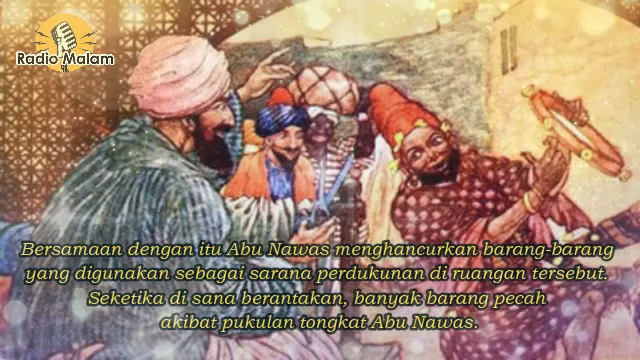 Radio Malam
Bersamaan dengan itu Abu Nawas menghancurkan barang-barang
yang digunakan sebagai sarana perdukunan di ruangan tersebut.
Seketika di sana berantakan, banyak barang pecah
akibat pukulan tongkat Abu Nawas.